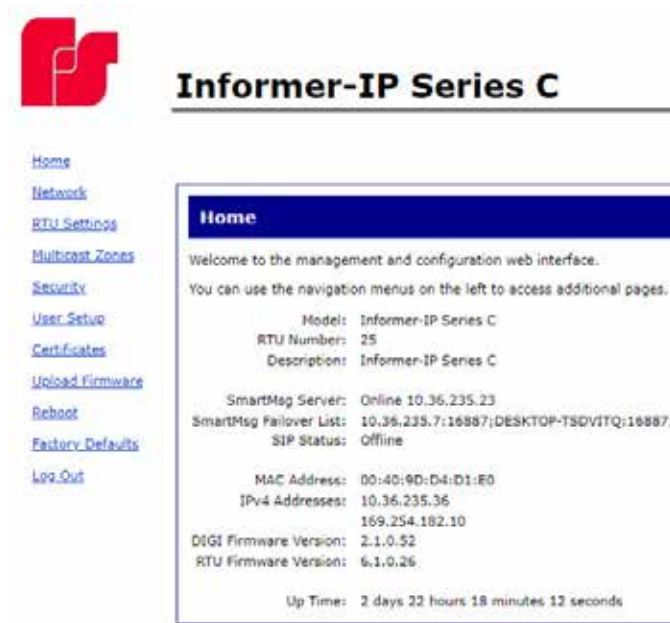 Informer-IP Series C
Home
Network
RTU Settings
Multicast Zones
Security
User Setup
Certificates
Upload Firmware
Reboot
Factory Defaults
Log Out
Home
Welcome to the management and configuration web interface.
You can use the navigation menus on the left to access additional pages.
Model: Informer-IP Series C
RTU Number: 25
Description: Informer-IP Series C
SmartMsg Server: Online 10.36.235.23
SmartMsg Failover List: 10.36.235.7:16887;DESKTOP-TSDVITQ:16887
SIP Status: Offline
MAC Address: 00:40:9D:D4:D1:E0
IPv4 Addresses: 10.36.235.36
169.254.182.10
DIGI Firmware Version: 2.1.0.52
RTU Firmware Version: 6.1.0.26
Up Time: 2 days 22 hours 18 minutes 12 seconds